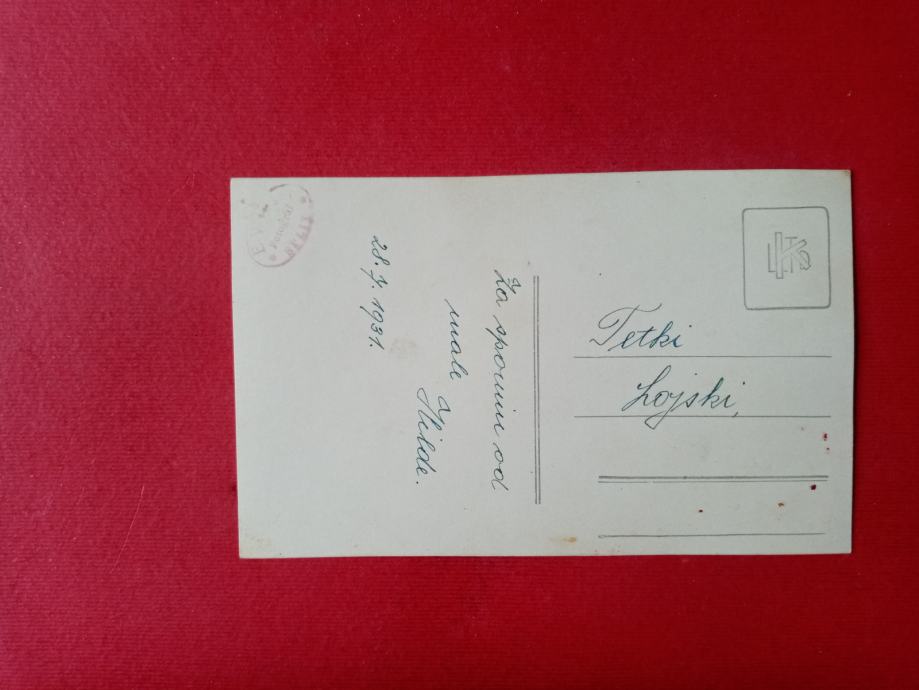 Za spomin od
male Hilde.
28. 7. 1931.
Tetki
Lojski,